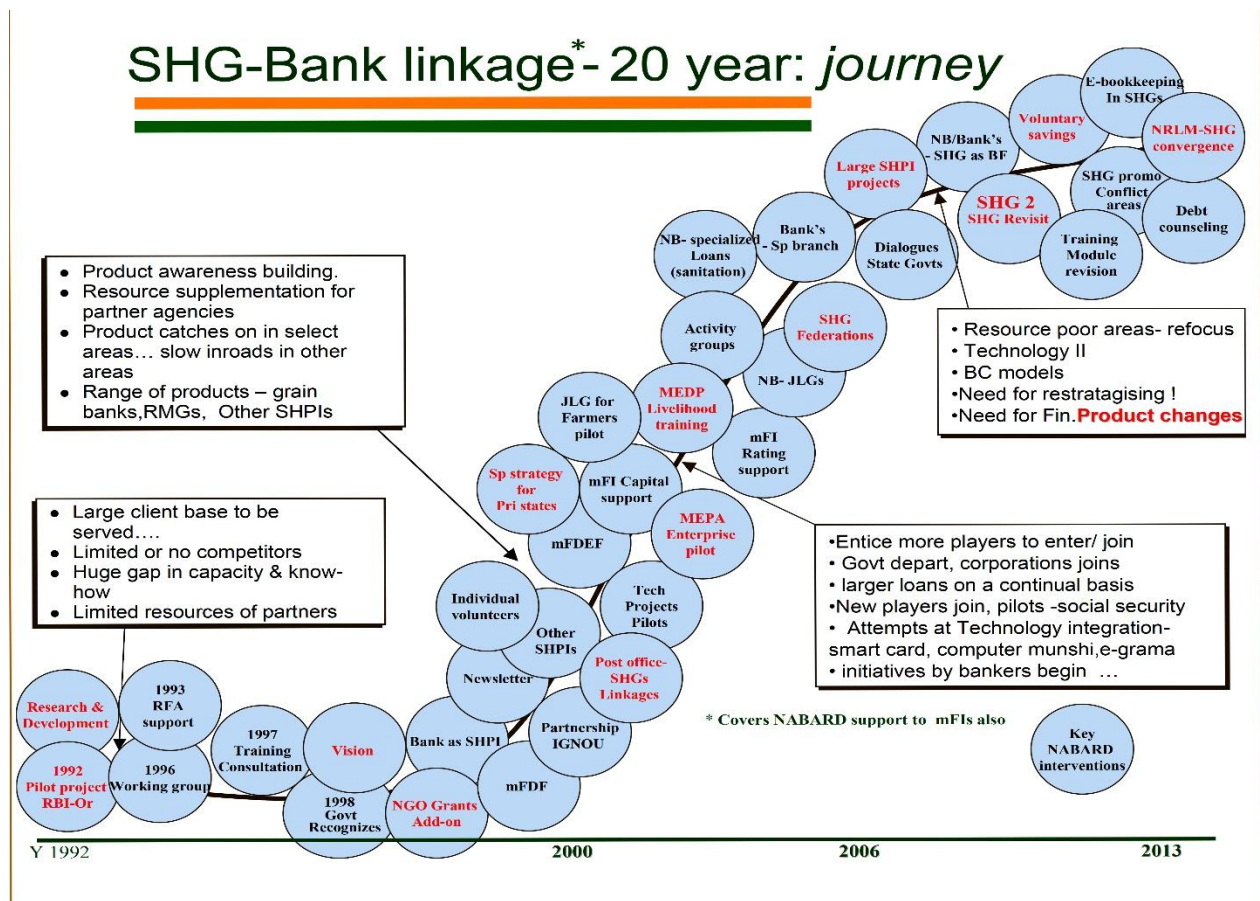 SHG-Bank linkage*- 20 year: journey
E-bookkeeping
In SHGs
Voluntary
savings
NRLM-SHG
convergence
NB/Bank's
- SHG as BF
Large SHPI
projects
SHG promo
Conflict
areas
SHG 2
SHG Revisit
Debt
counseling
Training
Module
revision
Bank's
- Sp branch
Dialogues
State Govts
NB- specialized
Loans
(sanitation)
● Product awareness building.
● Resource supplementation for
partner agencies
● Product catches on in select
areas… slow inroads in other
areas
● Range of products – grain
banks,RMGs, Other SHPIs
Activity
groups
SHG
Federations
• Resource poor areas- refocus
• Technology II
• BC models
•Need for restratagising !
•Need for Fin.Product changes
NB- JLGs
MEDP
Livelihood
training
JLG for
Farmers
pilot
mFI
Rating
support
Sp strategy
for
Pri states
mFI Capital
support
MEPA
Enterprise
pilot
mFDEF
● Large client base to be
served….
● Limited or no competitors
● Huge gap in capacity & know-
how
● Limited resources of partners
•Entice more players to enter/ join
• Govt depart, corporations joins
• larger loans on a continual basis
•New players join, pilots -social security
• Attempts at Technology integration-
smart card, computer munshi,e-grama
• initiatives by bankers begin …
Individual
volunteers
Tech
Projects
Pilots
Other
SHPIs
Post office-
SHGs
Linkages
Newsletter
Research &
Development
1993
RFA
support
1997
Training
Consultation
Vision
Bank as SHPI
Partnership
IGNOU
* Covers NABARD support to mFIs also
Key
NABARD
interventions
1992
Pilot project
RBI-Or
1996
Working group
1998
Govt
Recognizes
NGO Grants
Add-on
mFDF
Y 1992
2000
2006
2013